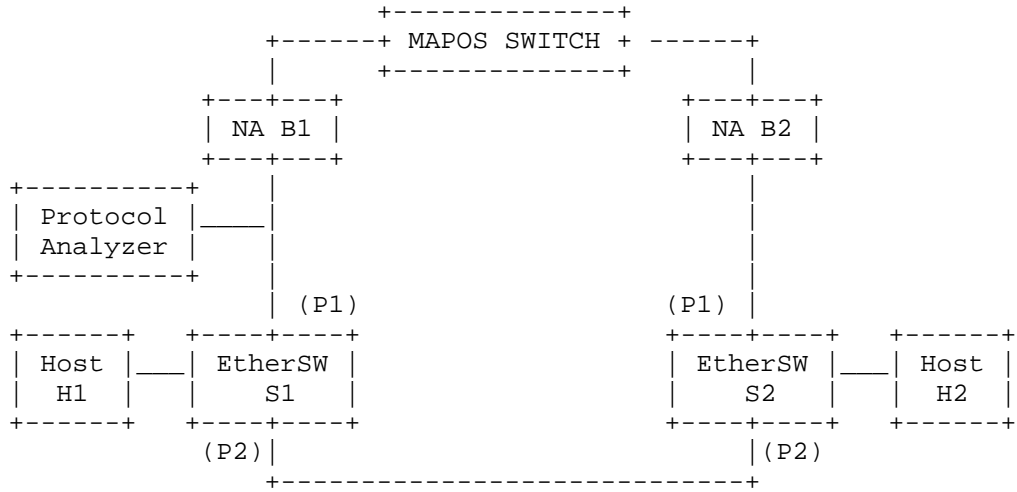 MAPOS SWITCH
NA B1 NA B2
Protocol
Analyzer
(P1) (P1)
Host EtherSW EtherSW Host
H1 S1 S2 H2
(P2) (P2)